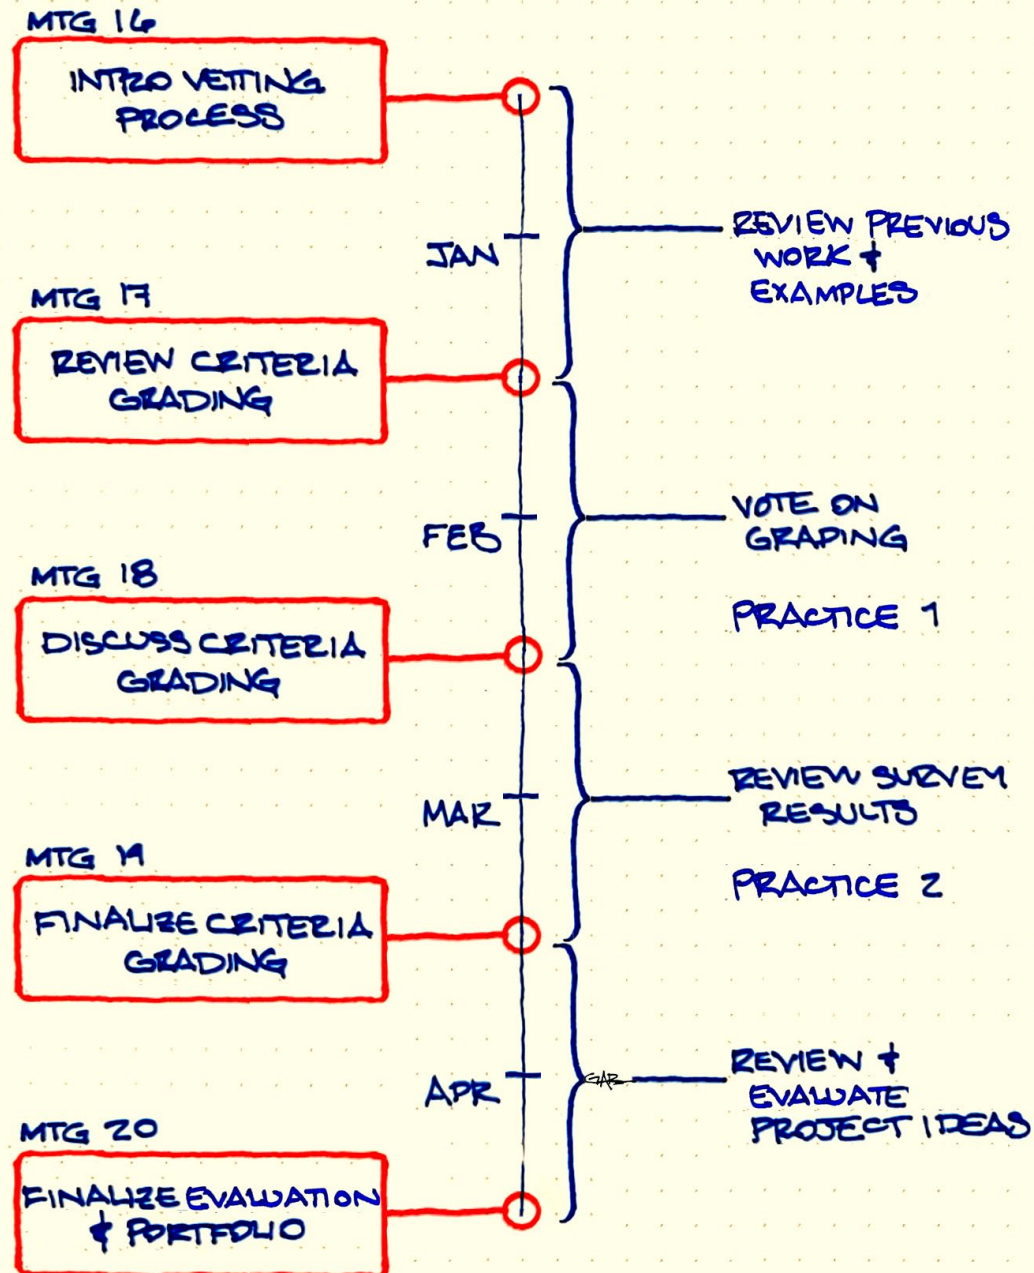 MTG 16
INTRO VETTING
PROCESS
JAN
REVIEW PREVIOUS
WORK &
EXAMPLES
MTG 17
REVIEW CRITERIA
GRADING
FEB
VOTE ON
GRADING
PRACTICE 1
MTG 18
DISCUSS CRITERIA
GRADING
MAR
REVIEW SURVEY
RESULTS
PRACTICE 2
MTG 19
FINALIZE CRITERIA
GRADING
APR
GAB
REVIEW &
EVALUATE
PROJECT IDEAS
MTG 20
FINALIZE EVALUATION
& PORTFOLIO